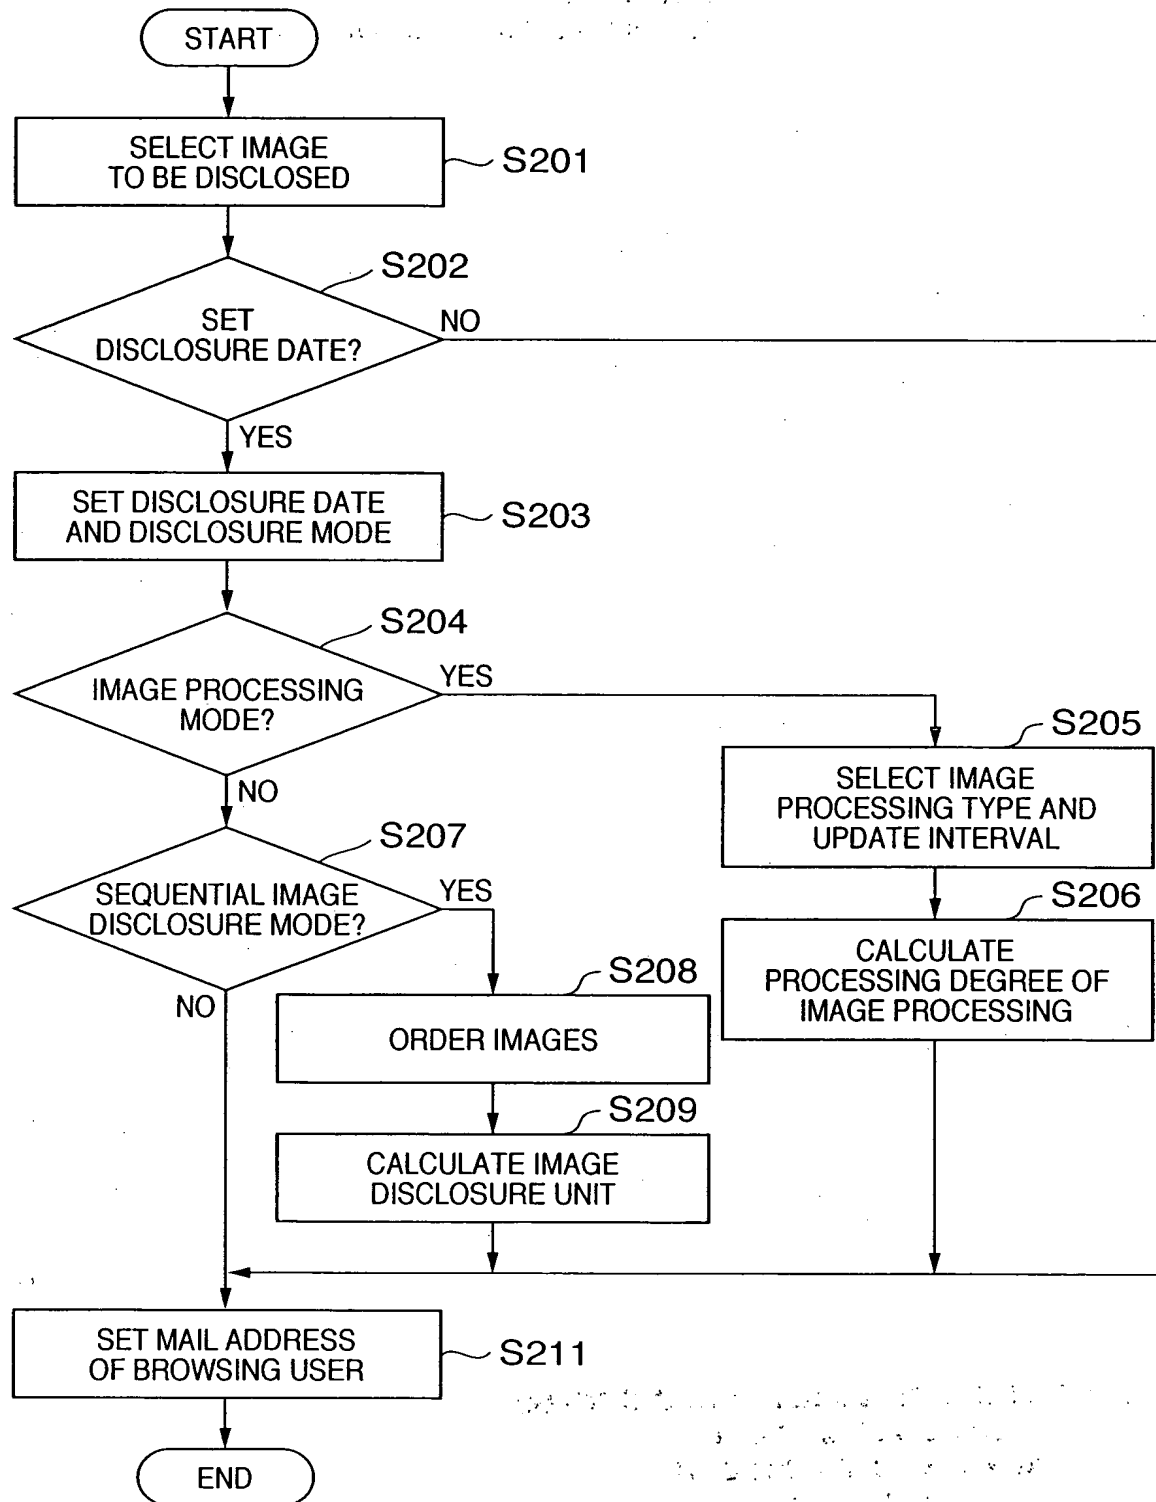 START
SELECT IMAGE
TO BE DISCLOSED
S201
S202
SET
DISCLOSURE DATE?
NO
YES
SET DISCLOSURE DATE
AND DISCLOSURE MODE
S203
S204
IMAGE PROCESSING
MODE?
YES
NO
S205
SELECT IMAGE
PROCESSING TYPE AND
UPDATE INTERVAL
S207
SEQUENTIAL IMAGE
DISCLOSURE MODE?
YES
NO
S206
CALCULATE
PROCESSING DEGREE OF
IMAGE PROCESSING
S208
ORDER IMAGES
S209
CALCULATE IMAGE
DISCLOSURE UNIT
SET MAIL ADDRESS
OF BROWSING USER
S211
END